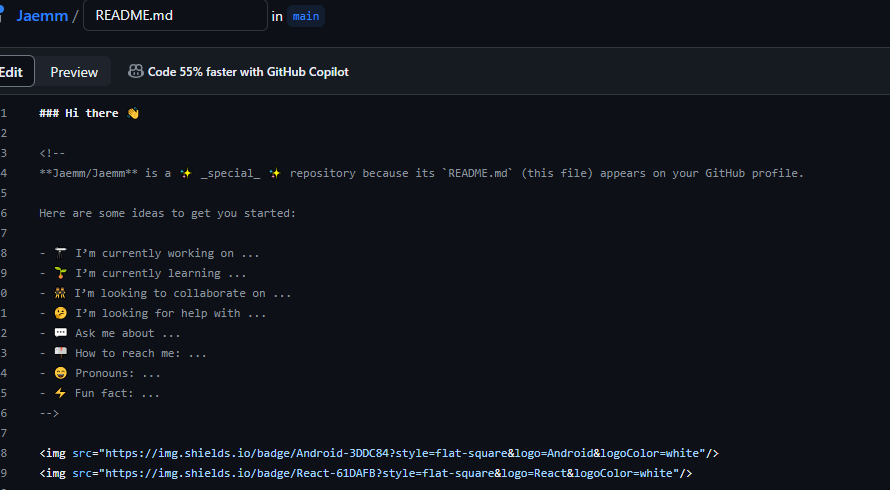 Jaemm / README.md in main
Edit Preview Code 55% faster with GitHub Copilot
1 ### Hi there 👋
2
3 <!--
4 **Jaemm/Jaemm** is a ✨ _special_ ✨ repository because its `README.md` (this file) appears on your GitHub profile.
5
6 Here are some ideas to get you started:
7
8 - 🔭 I’m currently working on ...
9 - 🌱 I’m currently learning ...
0 - 👯 I’m looking to collaborate on ...
1 - 🤔 I’m looking for help with ...
2 - 💬 Ask me about ...
3 - 📫 How to reach me: ...
4 - 😄 Pronouns: ...
5 - ⚡ Fun fact: ...
6 -->
7
8 <img src="https://img.shields.io/badge/Android-3DDC84?style=flat-square&logo=Android&logoColor=white"/>
9 <img src="https://img.shields.io/badge/React-61DAFB?style=flat-square&logo=React&logoColor=white"/>